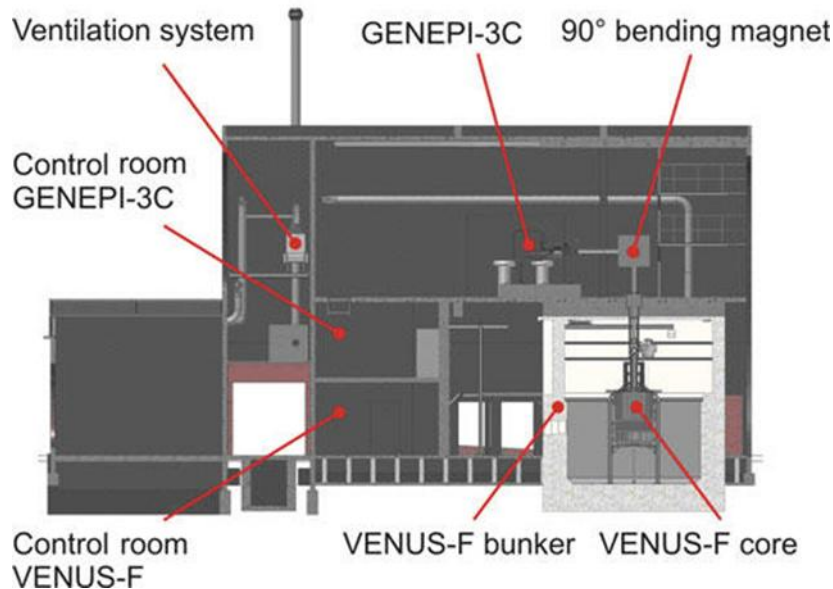 Ventilation system
GENEPI-3C
90° bending magnet
Control room
GENEPI-3C
Control room
VENUS-F
VENUS-F bunker
VENUS-F core